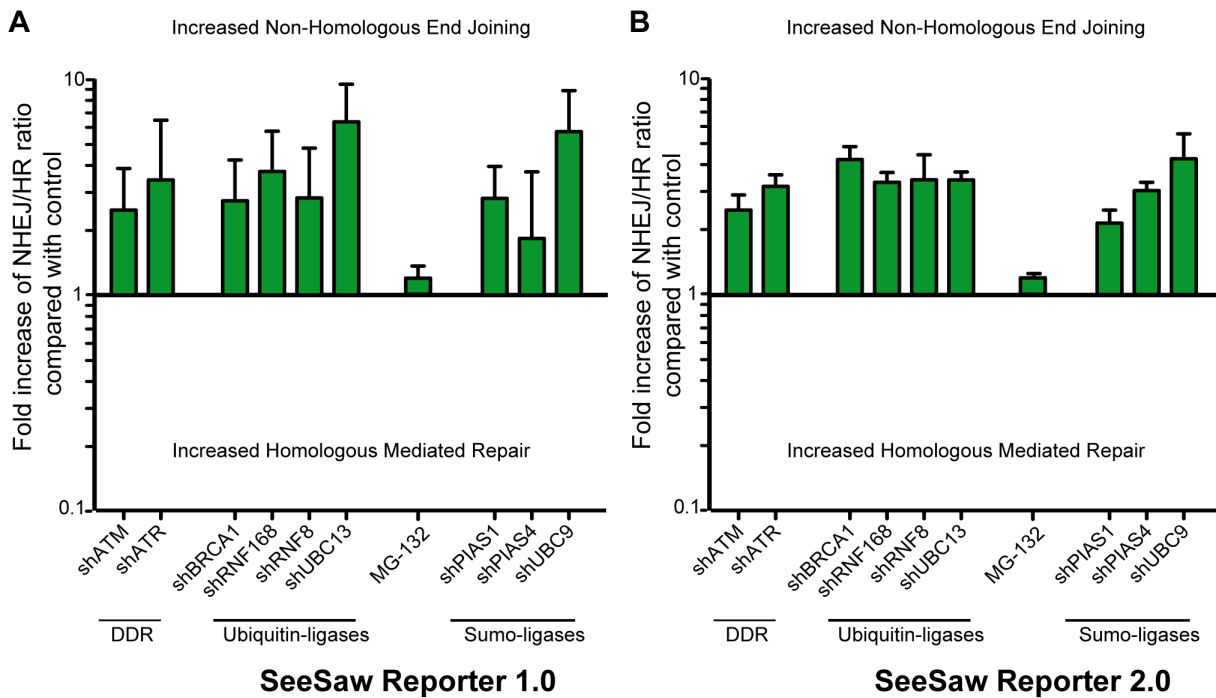 A
Increased Non-Homologous End Joining
Fold increase of NHEJ/HR ratio
compared with control
10
1
0.1
Increased Homologous Mediated Repair
shATM
shATR
shBRCA1
shRNF168
shRNF8
shUBC13
MG-132
shPIAS1
shPIAS4
shUBC9
DDR
Ubiquitin-ligases
Sumo-ligases
SeeSaw Reporter 1.0
B
Increased Non-Homologous End Joining
Fold increase of NHEJ/HR ratio
compared with control
10
1
0.1
Increased Homologous Mediated Repair
shATM
shATR
shBRCA1
shRNF168
shRNF8
shUBC13
MG-132
shPIAS1
shPIAS4
shUBC9
DDR
Ubiquitin-ligases
Sumo-ligases
SeeSaw Reporter 2.0